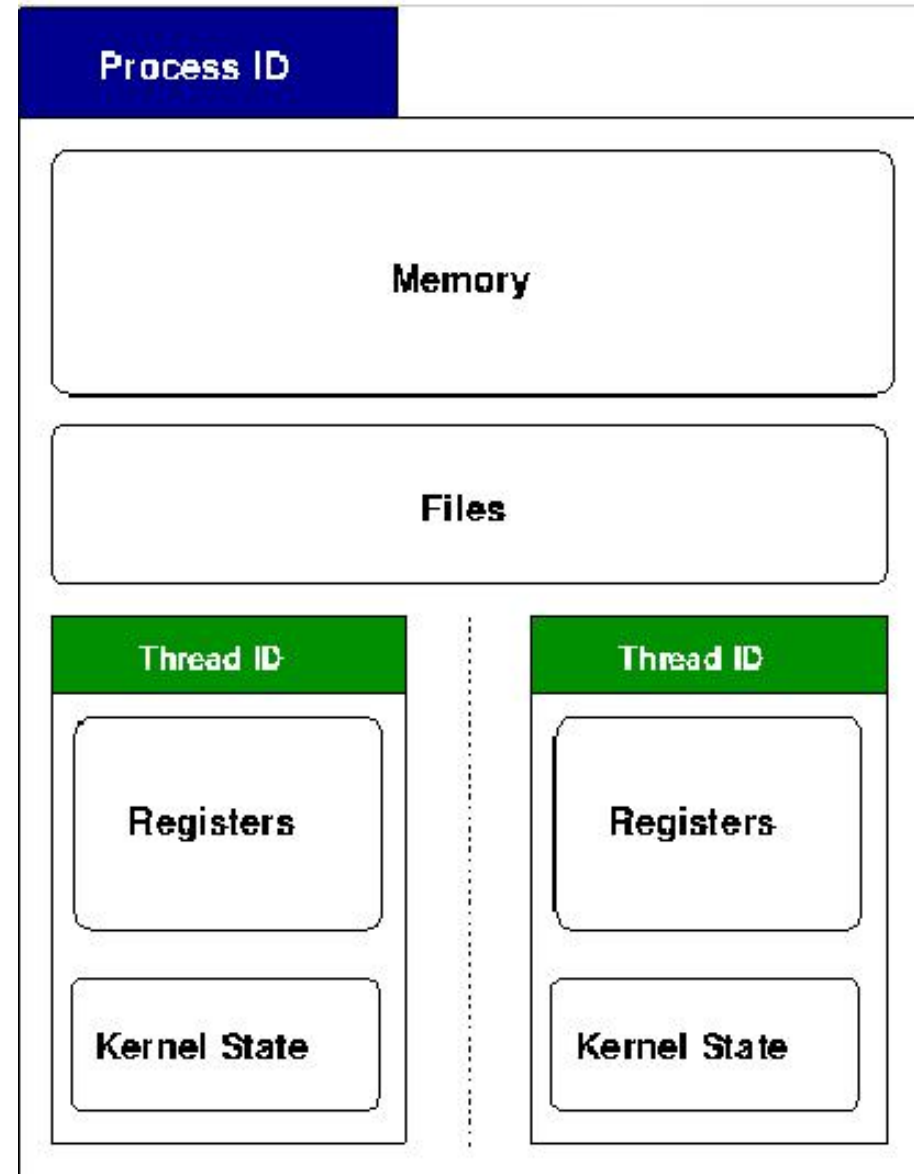 Process ID
Memory
Files
Thread ID
Registers
Kernel State
Thread ID
Registers
Kernel State